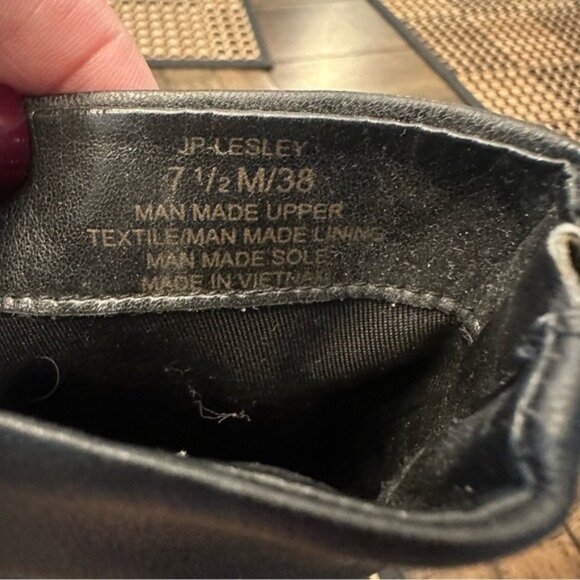 JP-LESLEY
7 1/2 M/38
MAN MADE UPPER
TEXTILE/MAN MADE LINING
MAN MADE SOLE
MADE IN VIETNAM